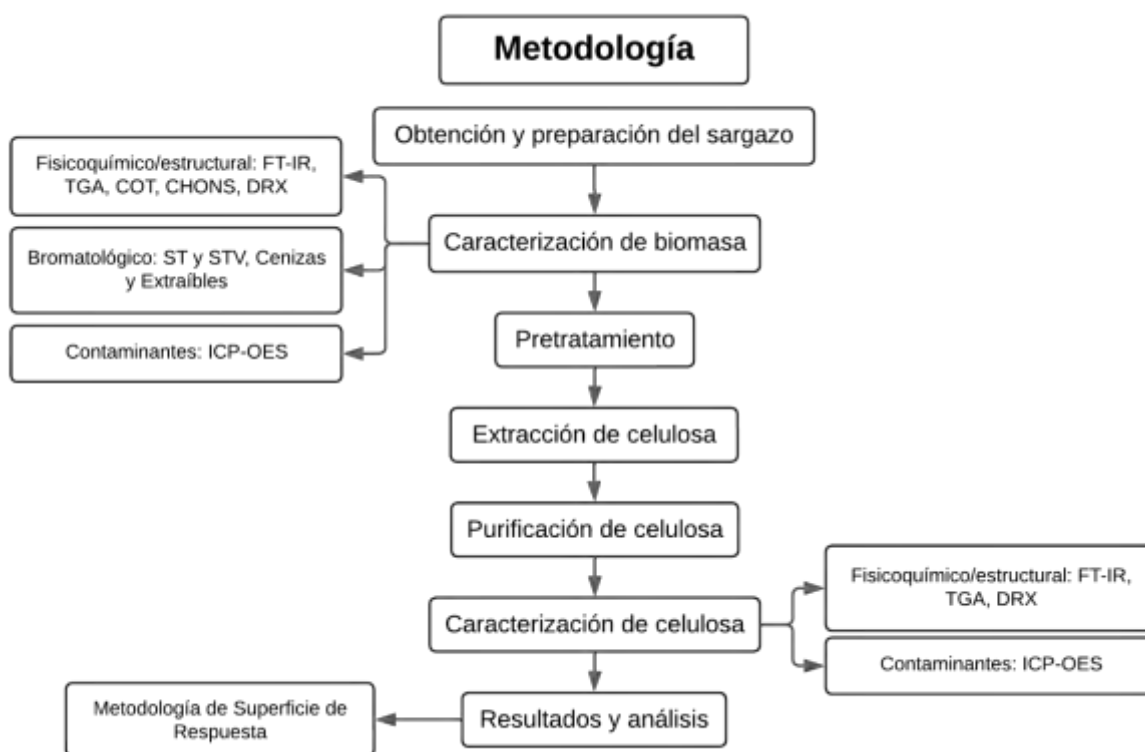 Metodología
Obtención y preparación del sargazo
Fisicoquímico/estructural: FT-IR,
TGA, COT, CHONS, DRX
Caracterización de biomasa
Bromatológico: ST y STV, Cenizas
y Extraíbles
Contaminantes: ICP-OES
Pretratamiento
Extracción de celulosa
Purificación de celulosa
Caracterización de celulosa
Fisicoquímico/estructural: FT-IR,
TGA, DRX
Contaminantes: ICP-OES
Resultados y análisis
Metodología de Superficie de
Respuesta